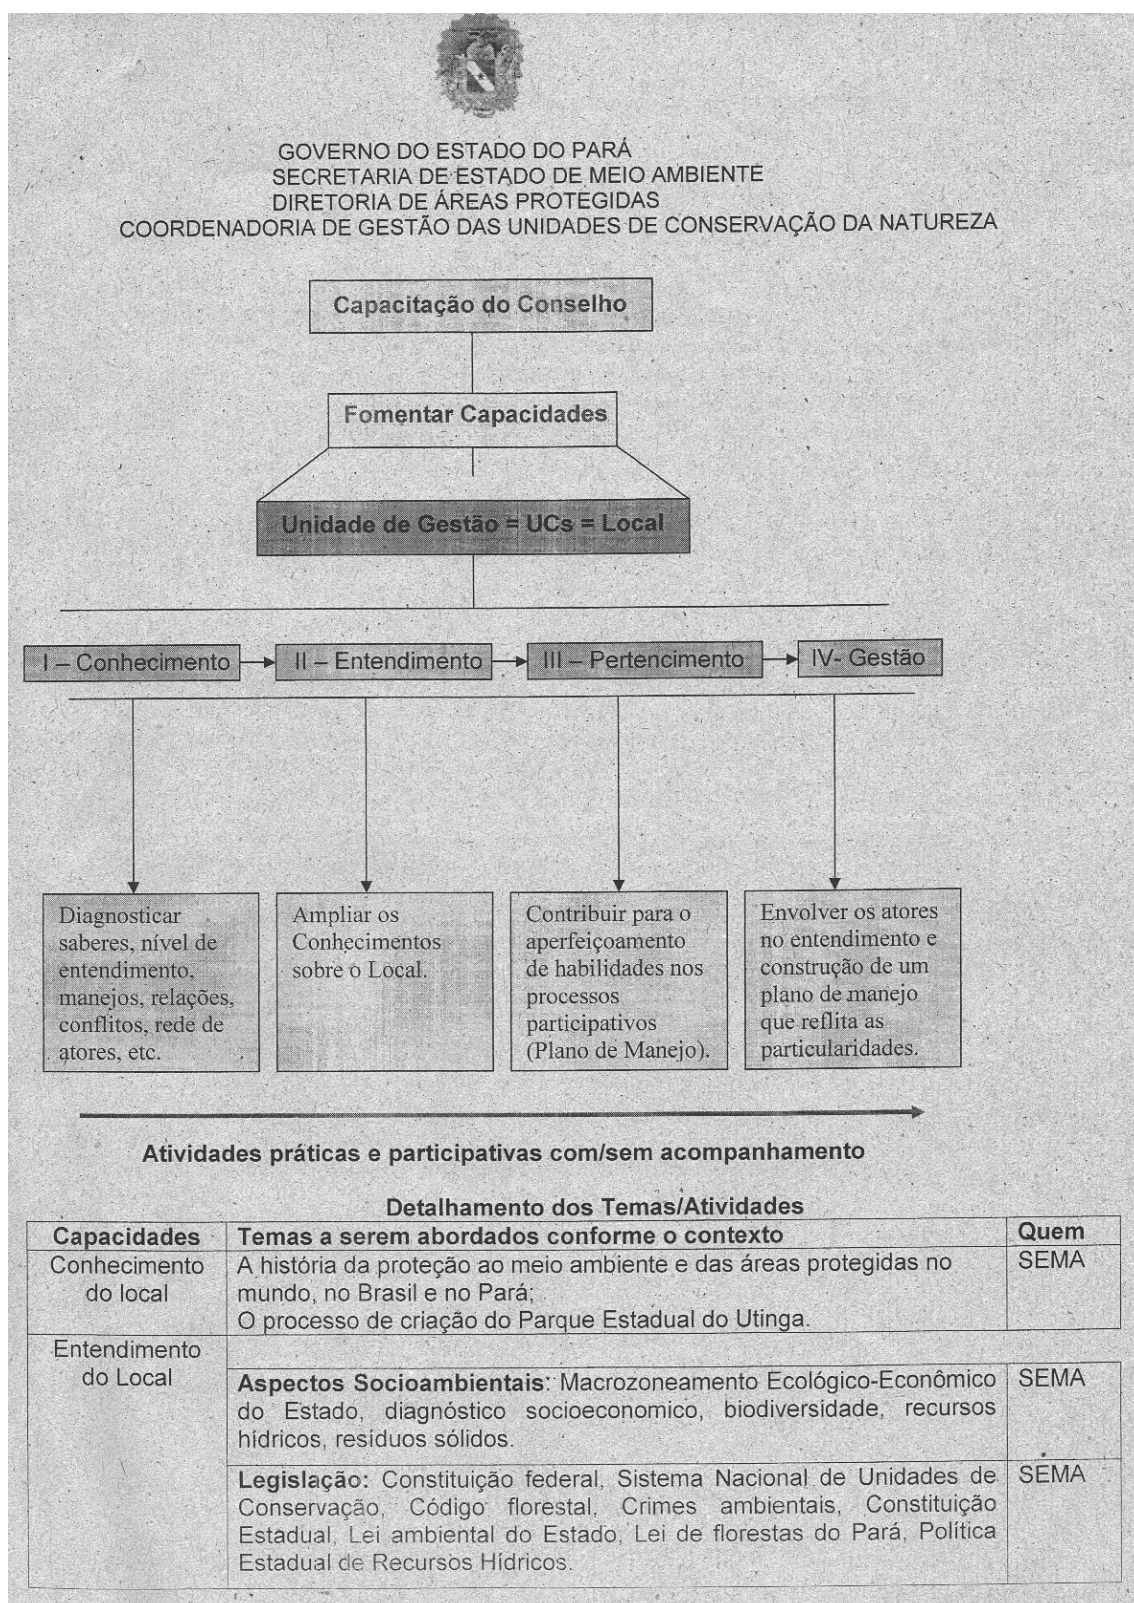 GOVERNO DO ESTADO DO PARÁ
SECRETARIA DE ESTADO DE MEIO AMBIENTE
DIRETORIA DE ÁREAS PROTEGIDAS
COORDENADORIA DE GESTÃO DAS UNIDADES DE CONSERVAÇÃO DA NATUREZA
Capacitação do Conselho
Fomentar Capacidades
Unidade de Gestão = UCs = Local
I – Conhecimento
II – Entendimento
III – Pertencimento
IV- Gestão
Diagnosticar
saberes, nível de
entendimento,
manejos, relações,
conflitos, rede de
atores, etc.
Ampliar os
Conhecimentos
sobre o Local.
Contribuir para o
aperfeiçoamento
de habilidades nos
processos
participativos
(Plano de Manejo).
Envolver os atores
no entendimento e
construção de um
plano de manejo
que reflita as
particularidades.
Atividades práticas e participativas com/sem acompanhamento
Detalhamento dos Temas/Atividades
Capacidades Temas a serem abordados conforme o contexto Quem
Conhecimento
do local
A história da proteção ao meio ambiente e das áreas protegidas no
mundo, no Brasil e no Pará;
O processo de criação do Parque Estadual do Utinga.
SEMA
Entendimento
do Local
Aspectos Socioambientais: Macrozoneamento Ecológico-Econômico
do Estado, diagnóstico socioeconomico, biodiversidade, recursos
hídricos, resíduos sólidos.
SEMA
Legislação: Constituição federal, Sistema Nacional de Unidades de
Conservação, Código florestal, Crimes ambientais, Constituição
Estadual, Lei ambiental do Estado, Lei de florestas do Pará, Política
Estadual de Recursos Hídricos.
SEMA